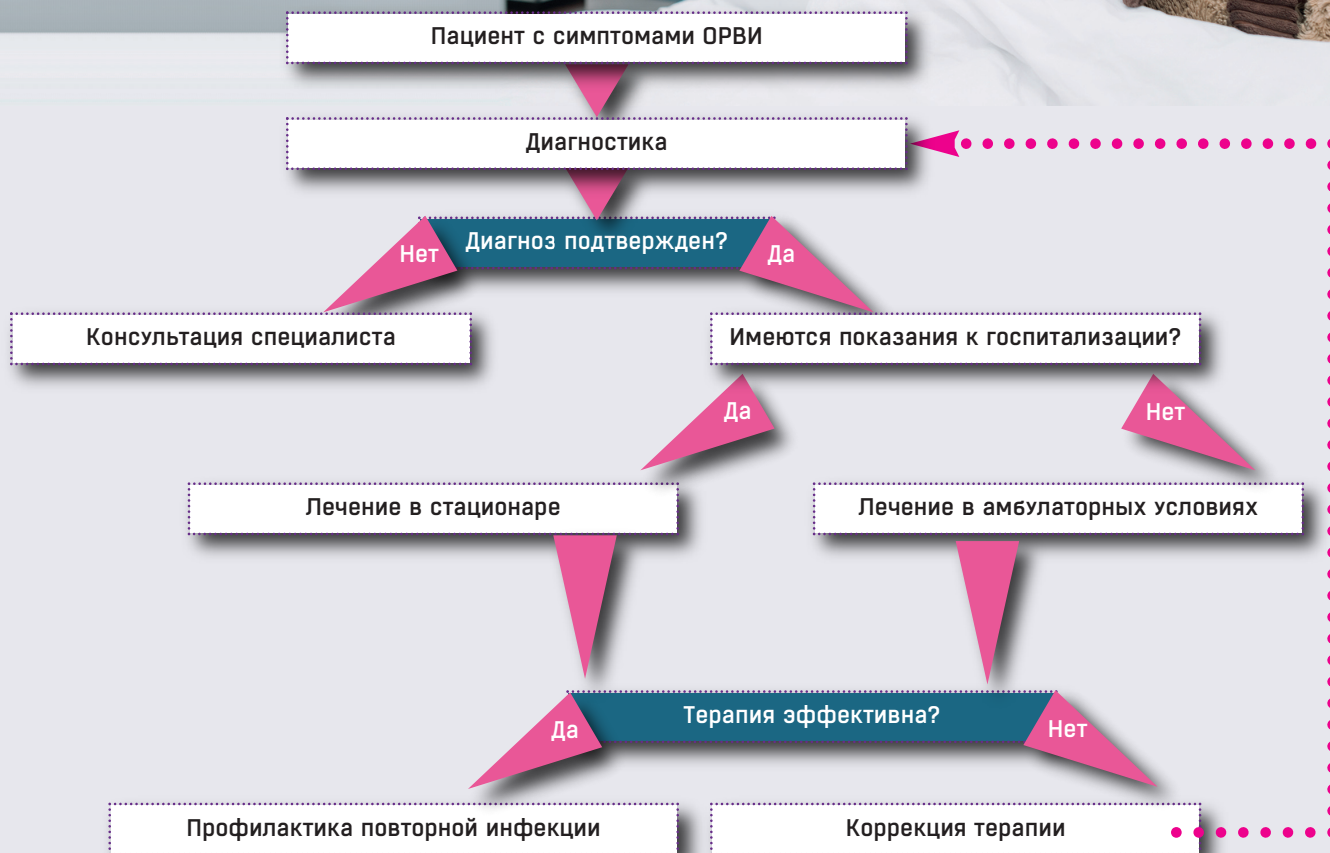 Пациент с симптомами ОРВИ
Диагностика
Диагноз подтвержден?
Нет
Да
Консультация специалиста
Имеются показания к госпитализации?
Да
Нет
Лечение в стационаре
Лечение в амбулаторных условиях
Терапия эффективна?
Да
Нет
Профилактика повторной инфекции
Коррекция терапии